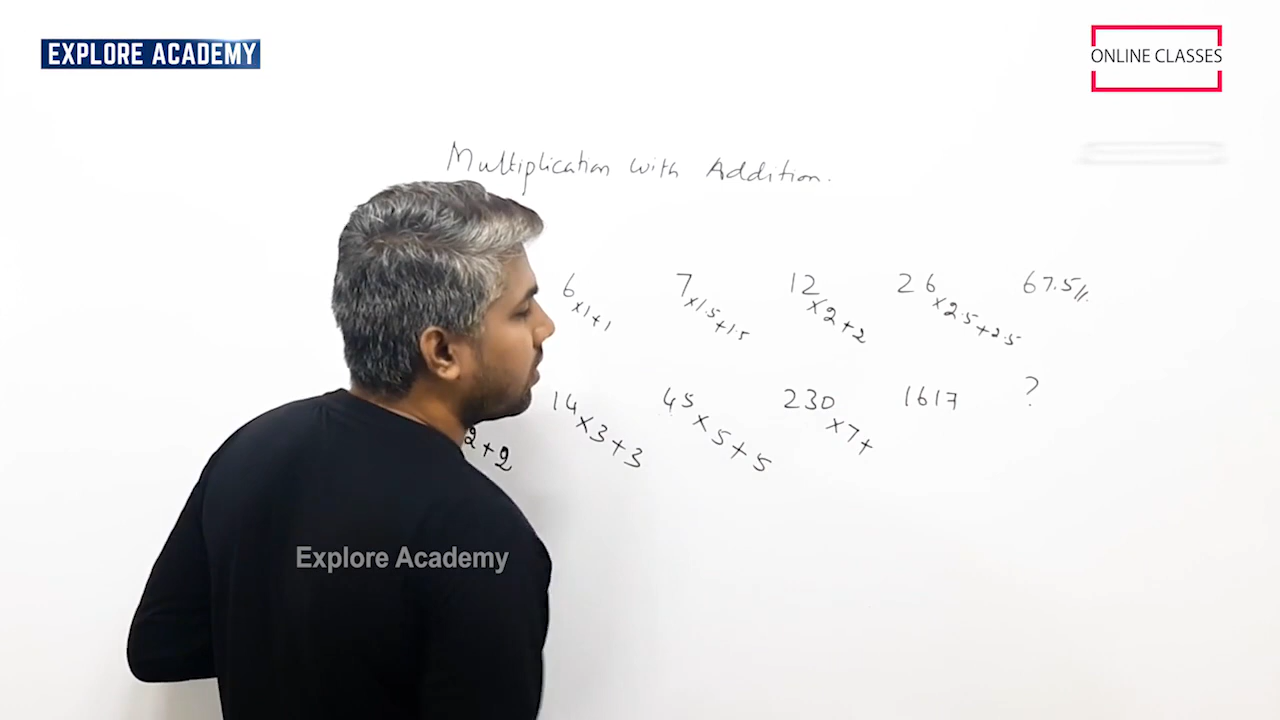 EXPLORE ACADEMY
ONLINE CLASSES
Multiplication with Addition.
6 7 12 26 67.5//.
×1+1 ×1.5+1.5 ×2+2 ×2.5+2.5
14 45 230 1617 ?
2+2 ×3+3 ×5+5 ×7+
Explore Academy